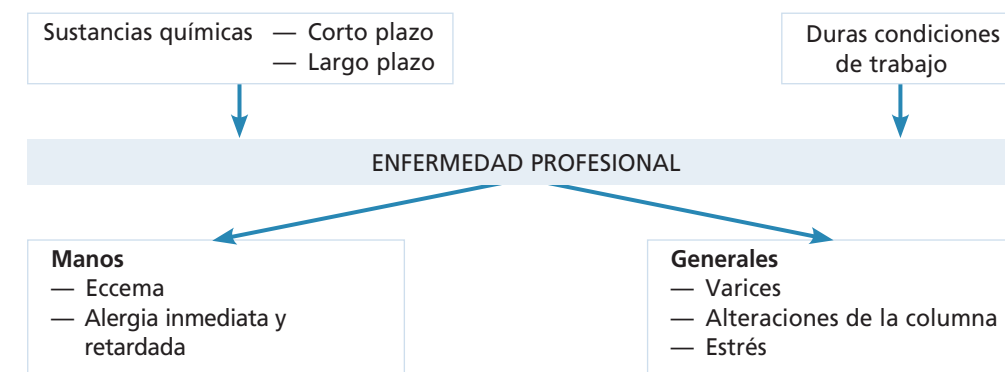 Sustancias químicas — Corto plazo
— Largo plazo
Duras condiciones
de trabajo
ENFERMEDAD PROFESIONAL
Manos
— Eccema
— Alergia inmediata y
retardada
Generales
— Varices
— Alteraciones de la columna
— Estrés